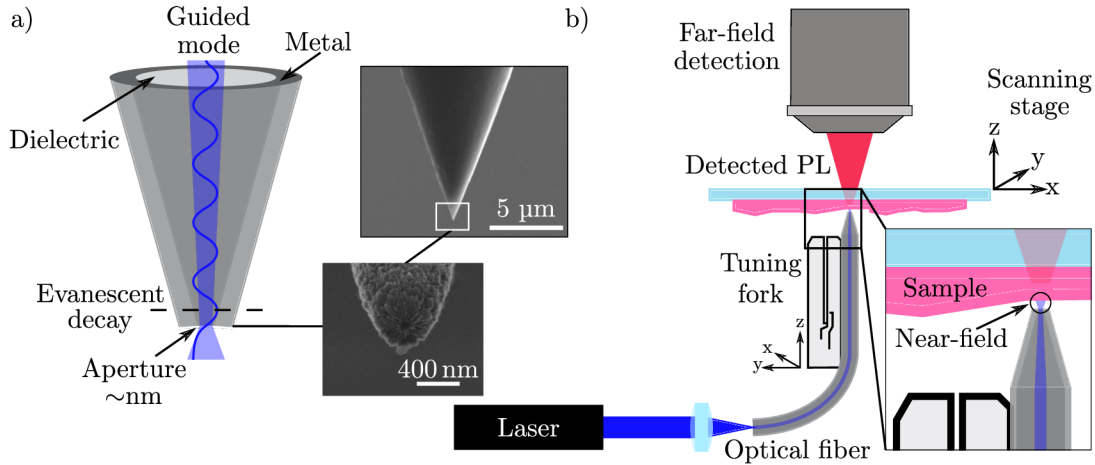 a)
Guided
mode
Metal
Dielectric
Evanescent
decay
Aperture
~nm
5 µm
400 nm
b)
Far-field
detection
Scanning
stage
z
y
x
Detected PL
Tuning
fork
z
x
y
Sample
Near-field
Laser
Optical fiber